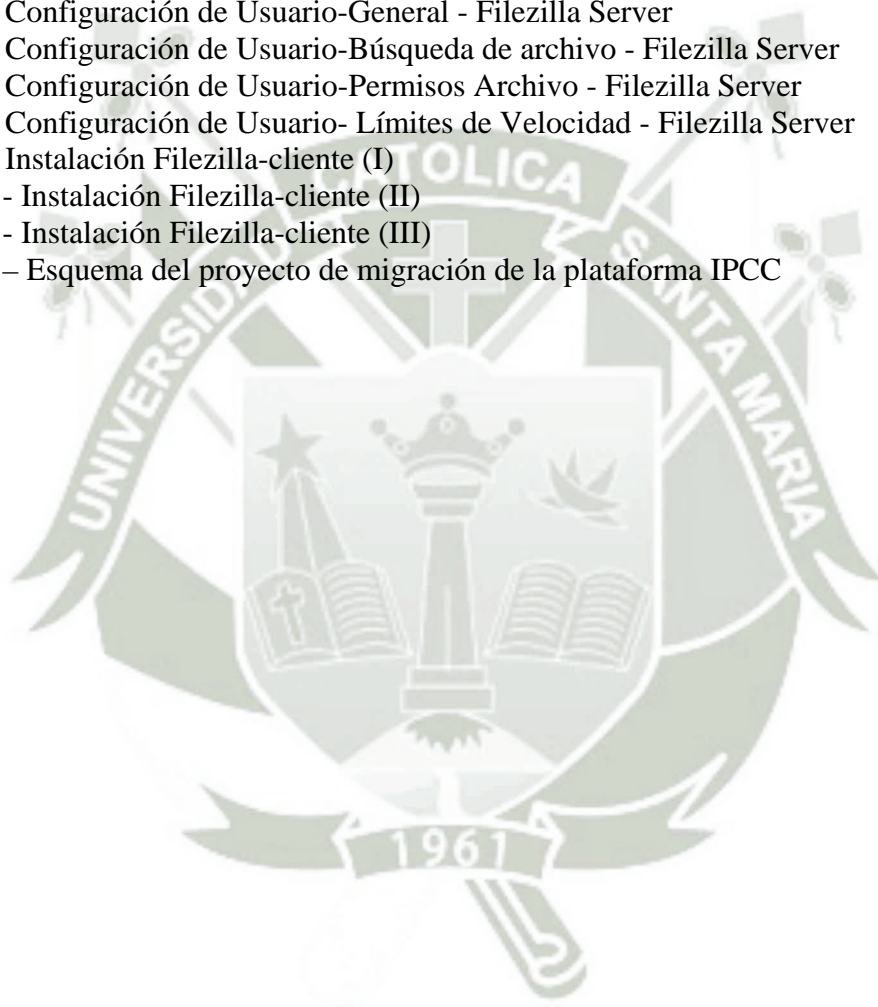 Configuración de Usuario-General - Filezilla Server
Configuración de Usuario-Búsqueda de archivo - Filezilla Server
Configuración de Usuario-Permisos Archivo - Filezilla Server
Configuración de Usuario- Límites de Velocidad - Filezilla Server
Instalación Filezilla-cliente (I)
- Instalación Filezilla-cliente (II)
- Instalación Filezilla-cliente (III)
– Esquema del proyecto de migración de la plataforma IPCC
UNIVERSIDAD CATOLICA SANTA MARIA
1961